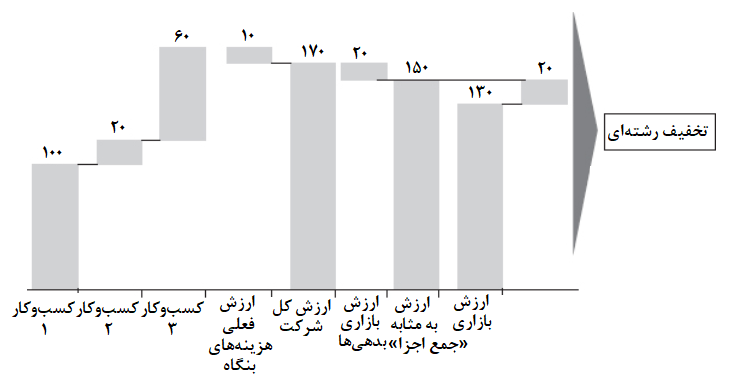 ۶۰
۱۰
۱۷۰
۲۰
۱۵۰
۲۰
۱۳۰
۲۰
۱۰۰
تخفیف رشته‌ای
کسب‌وکار
۱
کسب‌وکار
۲
کسب‌وکار
۳
ارزش
فعلی
هزینه‌های
بنگاه
ارزش کل
شرکت
ارزش
بازاری
بدهی‌ها
ارزش
به مثابه
«جمع اجزا»
ارزش
بازاری